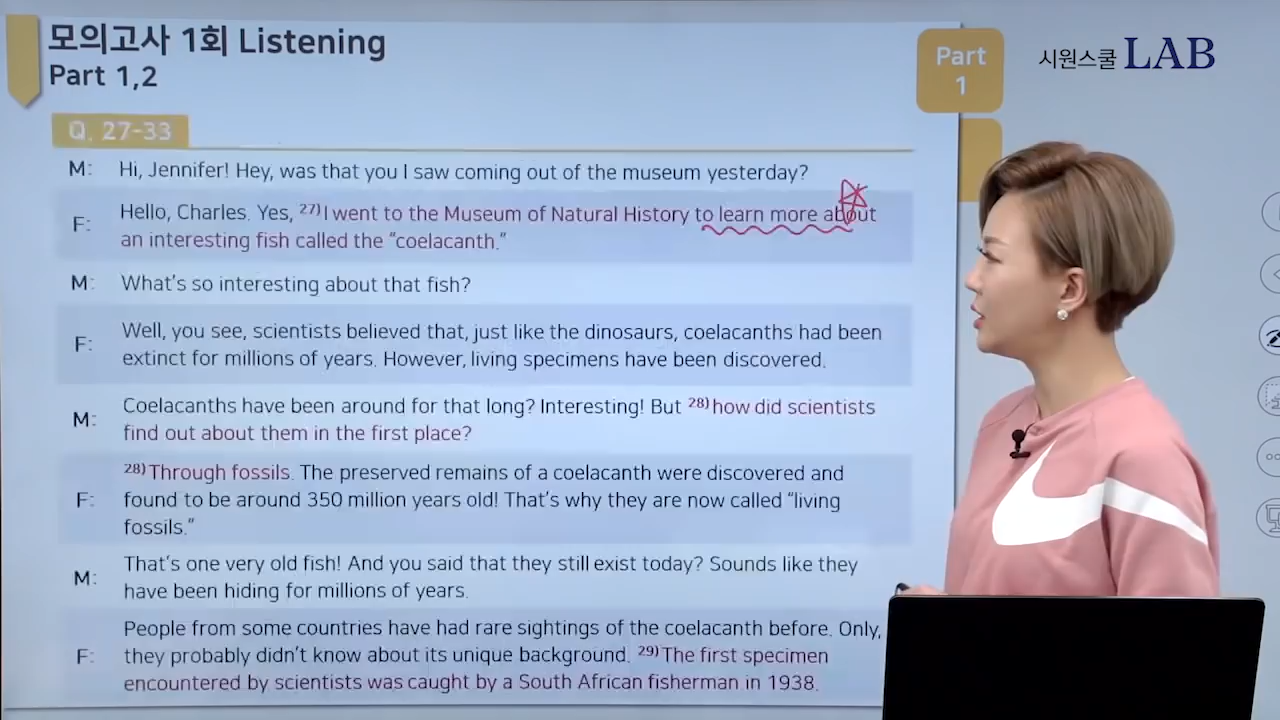 모의고사 1회 Listening
Part 1,2
Part
1
시원스쿨 LAB
Q. 27-33
M: Hi, Jennifer! Hey, was that you I saw coming out of the museum yesterday?
F: Hello, Charles. Yes, 27) I went to the Museum of Natural History to learn more about
an interesting fish called the “coelacanth.”
M: What's so interesting about that fish?
F: Well, you see, scientists believed that, just like the dinosaurs, coelacanths had been
extinct for millions of years. However, living specimens have been discovered.
M: Coelacanths have been around for that long? Interesting! But 28) how did scientists
find out about them in the first place?
28) Through fossils. The preserved remains of a coelacanth were discovered and
F: found to be around 350 million years old! That's why they are now called “living
fossils.”
M: That's one very old fish! And you said that they still exist today? Sounds like they
have been hiding for millions of years.
People from some countries have had rare sightings of the coelacanth before. Only,
F: they probably didn't know about its unique background. 29) The first specimen
encountered by scientists was caught by a South African fisherman in 1938.